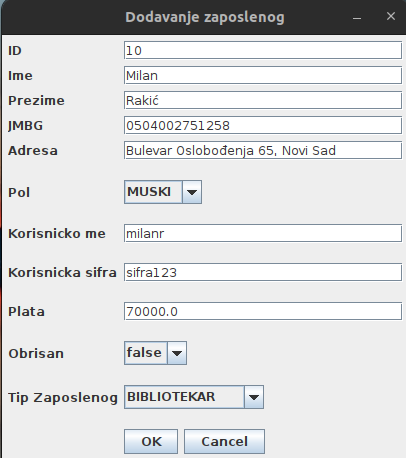 Dodavanje zaposlenog
ID 10
Ime Milan
Prezime Rakić
JMBG 0504002751258
Adresa Bulevar Oslobođenja 65, Novi Sad
Pol MUSKI
Korisnicko me milanr
Korisnicka sifra sifra123
Plata 70000.0
Obrisan false
Tip Zaposlenog BIBLIOTEKAR
OK Cancel